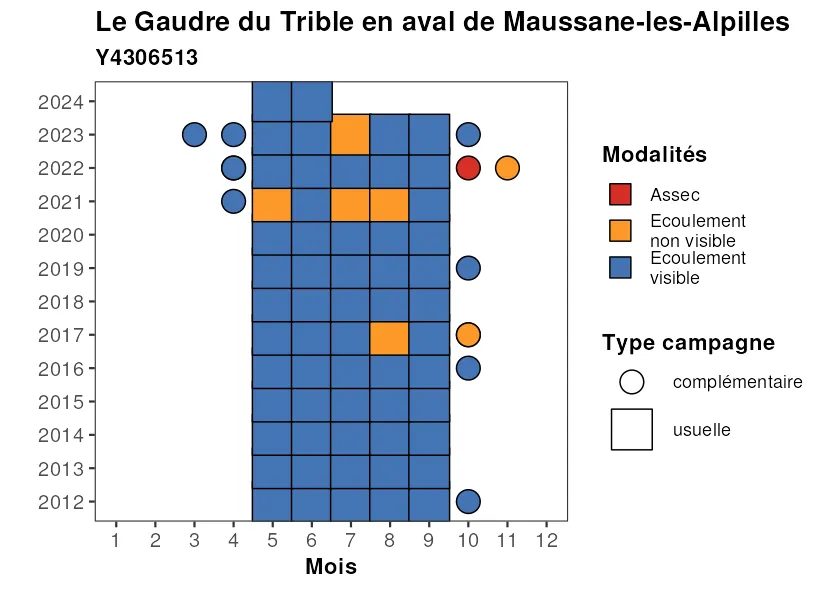 Le Gaudre du Trible en aval de Maussane-les-Alpilles
Y4306513
2024
2023
2022
2021
2020
2019
2018
2017
2016
2015
2014
2013
2012
1 2 3 4 5 6 7 8 9 10 11 12
Mois
Modalités
Assec
Ecoulement
non visible
Ecoulement
visible
Type campagne
complémentaire
usuelle